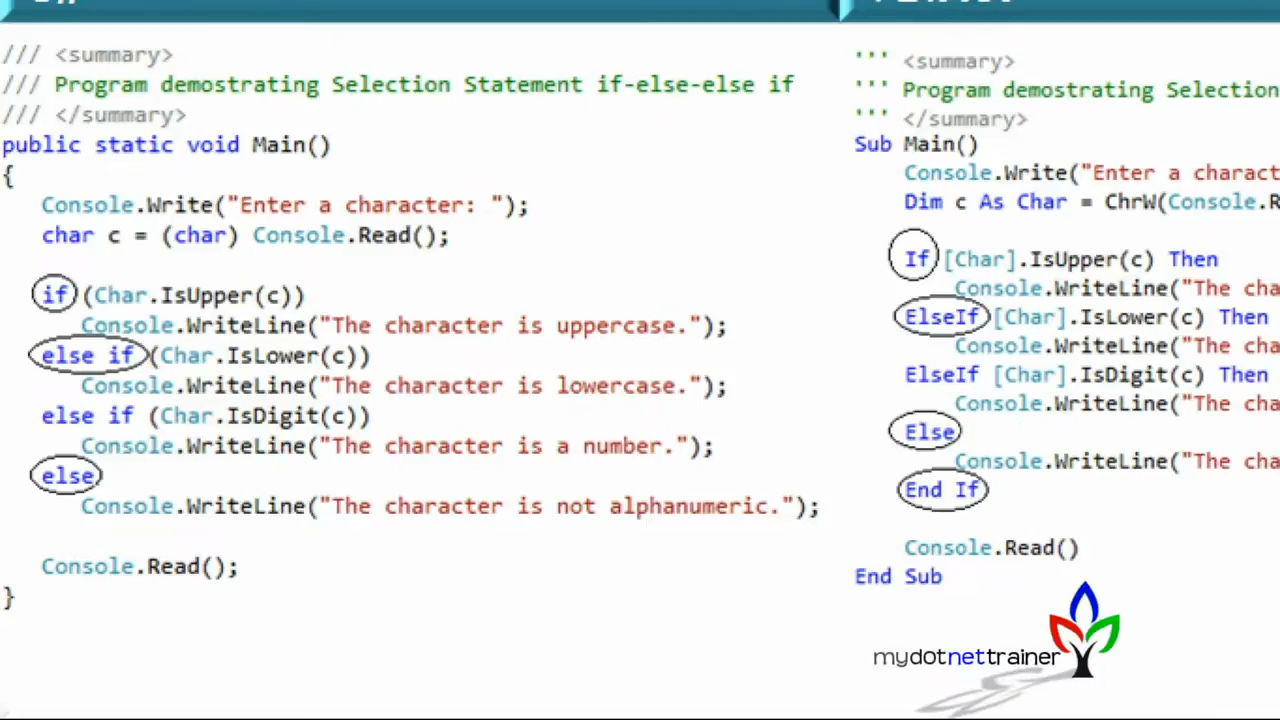 /// <summary>
/// Program demostrating Selection Statement if-else-else if
/// </summary>
public static void Main()
{
Console.Write("Enter a character: ");
char c = (char) Console.Read();
if (Char.IsUpper(c))
Console.WriteLine("The character is uppercase.");
else if (Char.IsLower(c))
Console.WriteLine("The character is lowercase.");
else if (Char.IsDigit(c))
Console.WriteLine("The character is a number.");
else
Console.WriteLine("The character is not alphanumeric.");
Console.Read();
}
''' <summary>
''' Program demostrating Selection
''' </summary>
Sub Main()
Console.Write("Enter a charact
Dim c As Char = ChrW(Console.R
If [Char].IsUpper(c) Then
Console.WriteLine("The cha
ElseIf [Char].IsLower(c) Then
Console.WriteLine("The cha
ElseIf [Char].IsDigit(c) Then
Console.WriteLine("The cha
Else
Console.WriteLine("The cha
End If
Console.Read()
End Sub
mydotnettrainer